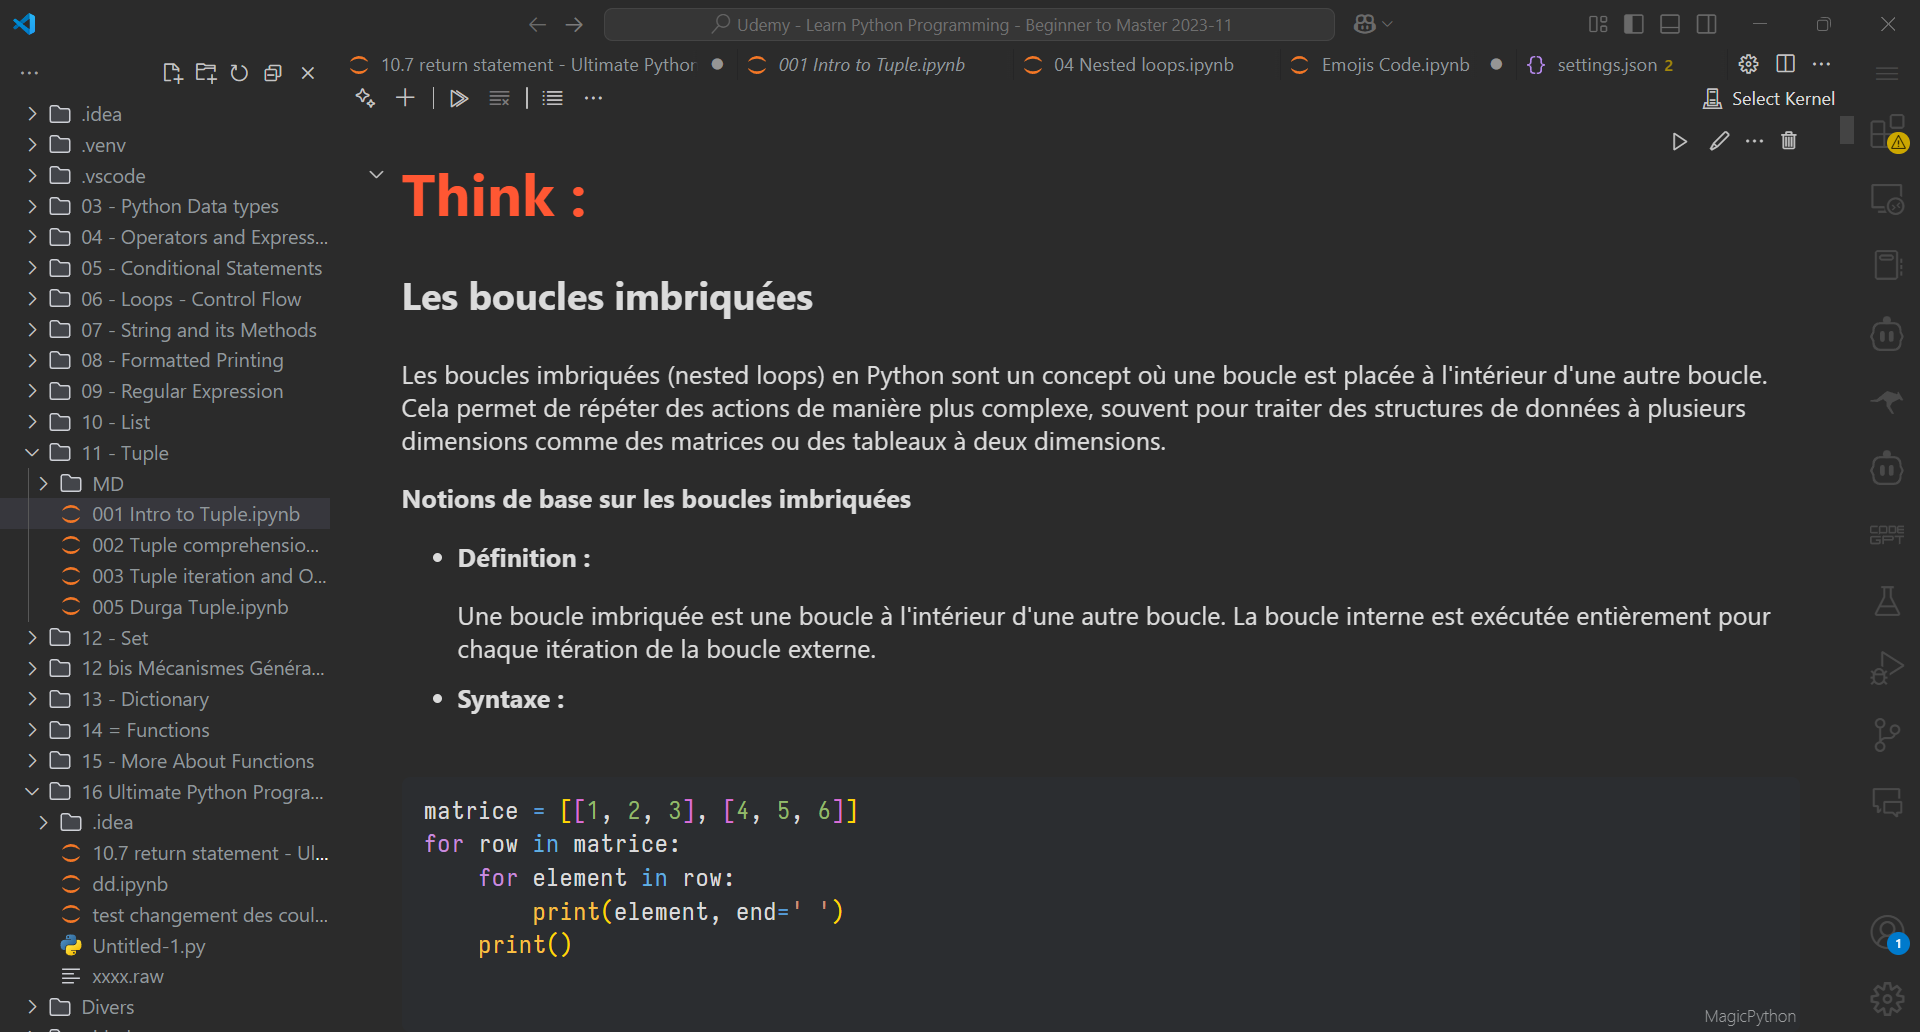 Udemy - Learn Python Programming - Beginner to Master 2023-11
10.7 return statement - Ultimate Pythor
001 Intro to Tuple.ipynb
04 Nested loops.ipynb
Emojis Code.ipynb
settings.json 2
Select Kernel
.idea
.venv
.vscode
03 - Python Data types
04 - Operators and Express...
05 - Conditional Statements
06 - Loops - Control Flow
07 - String and its Methods
08 - Formatted Printing
09 - Regular Expression
10 - List
11 - Tuple
MD
001 Intro to Tuple.ipynb
002 Tuple comprehensio...
003 Tuple iteration and O...
005 Durga Tuple.ipynb
12 - Set
12 bis Mécanismes Généra...
13 - Dictionary
14 = Functions
15 - More About Functions
16 Ultimate Python Progra...
.idea
10.7 return statement - Ul...
dd.ipynb
test changement des coul...
Untitled-1.py
xxxx.raw
Divers
Think :
Les boucles imbriquées
Les boucles imbriquées (nested loops) en Python sont un concept où une boucle est placée à l'intérieur d'une autre boucle.
Cela permet de répéter des actions de manière plus complexe, souvent pour traiter des structures de données à plusieurs
dimensions comme des matrices ou des tableaux à deux dimensions.
Notions de base sur les boucles imbriquées
• Définition :
Une boucle imbriquée est une boucle à l'intérieur d'une autre boucle. La boucle interne est exécutée entièrement pour
chaque itération de la boucle externe.
• Syntaxe :
matrice = [[1, 2, 3], [4, 5, 6]]
for row in matrice:
    for element in row:
        print(element, end=' ')
    print()
MagicPython
CODE
GPT
1